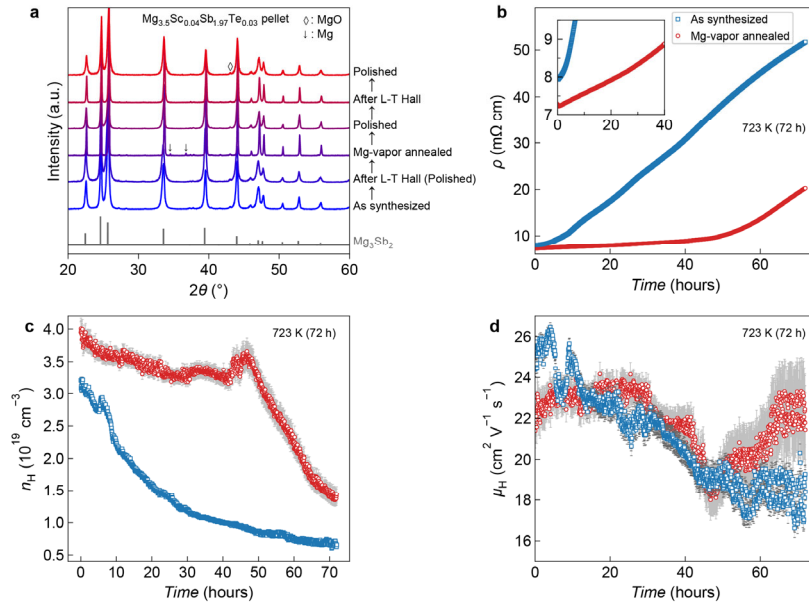 a
Mg3.5Sc0.04Sb1.97Te0.03 pellet
◊: MgO
↓: Mg
◊
Polished
After L-T Hall
Polished
Mg-vapor annealed
After L-T Hall (Polished)
As synthesized
Mg3Sb2
Intensity (a.u.)
20 30 40 50 60
2θ (°)
b
As synthesized
Mg-vapor annealed
9
8
7
0 20 40
723 K (72 h)
50
40
30
20
10
ρ (mΩ cm)
0 20 40 60
Time (hours)
c
723 K (72 h)
4.0
3.5
3.0
2.5
2.0
1.5
1.0
0.5
nH (10^19 cm−3)
0 10 20 30 40 50 60 70
Time (hours)
d
723 K (72 h)
26
24
22
20
18
16
μH (cm2 V−1 s−1)
0 20 40 60
Time (hours)